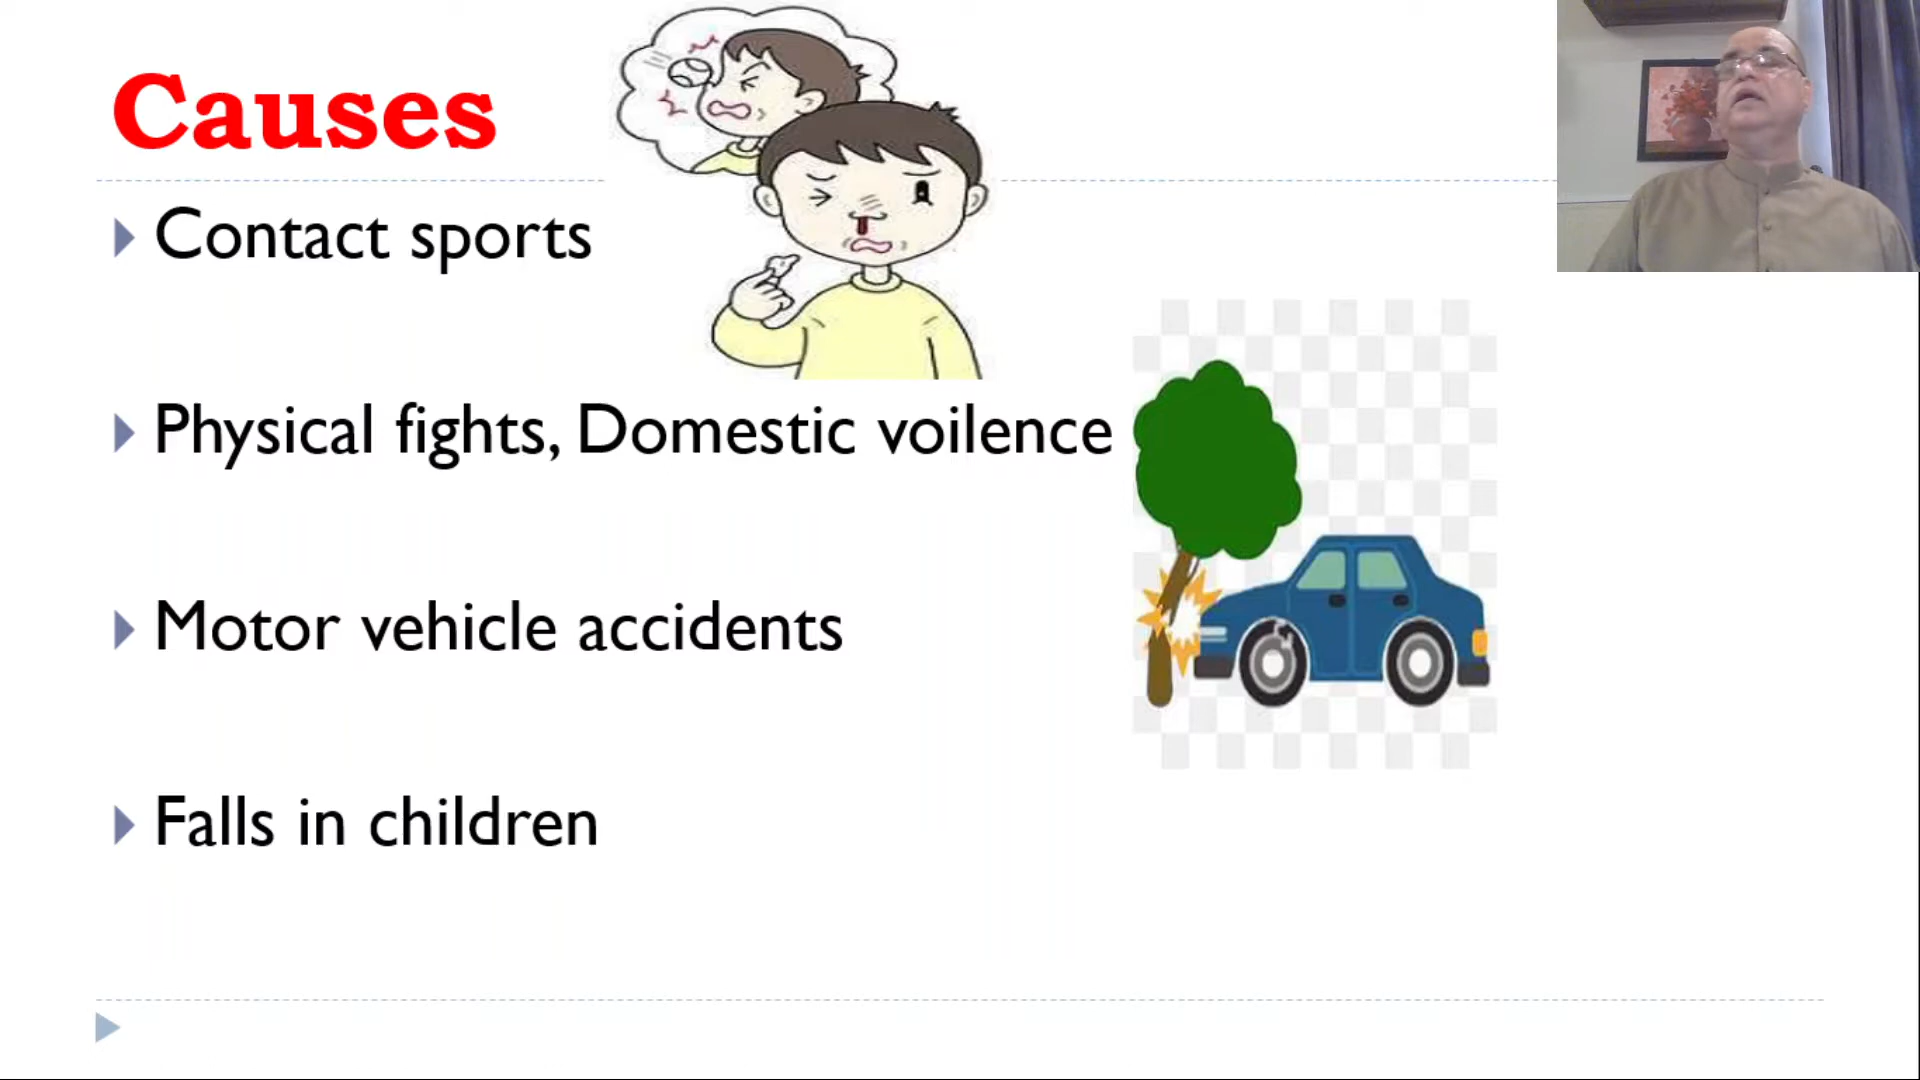 Causes
Contact sports
Physical fights, Domestic voilence
Motor vehicle accidents
Falls in children